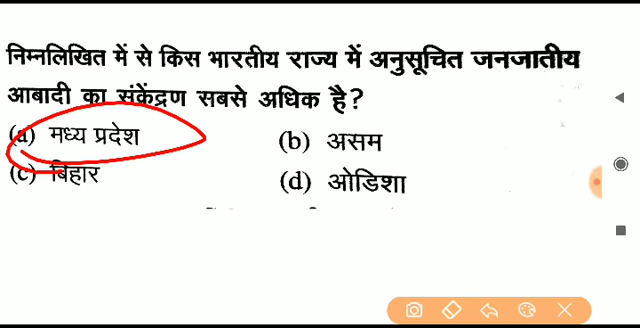 निम्नलिखित में से किस भारतीय राज्य में अनुसूचित जनजातीय
आबादी का संकेंद्रण सबसे अधिक है?
(a) मध्य प्रदेश (b) असम
(c) बिहार (d) ओडिशा